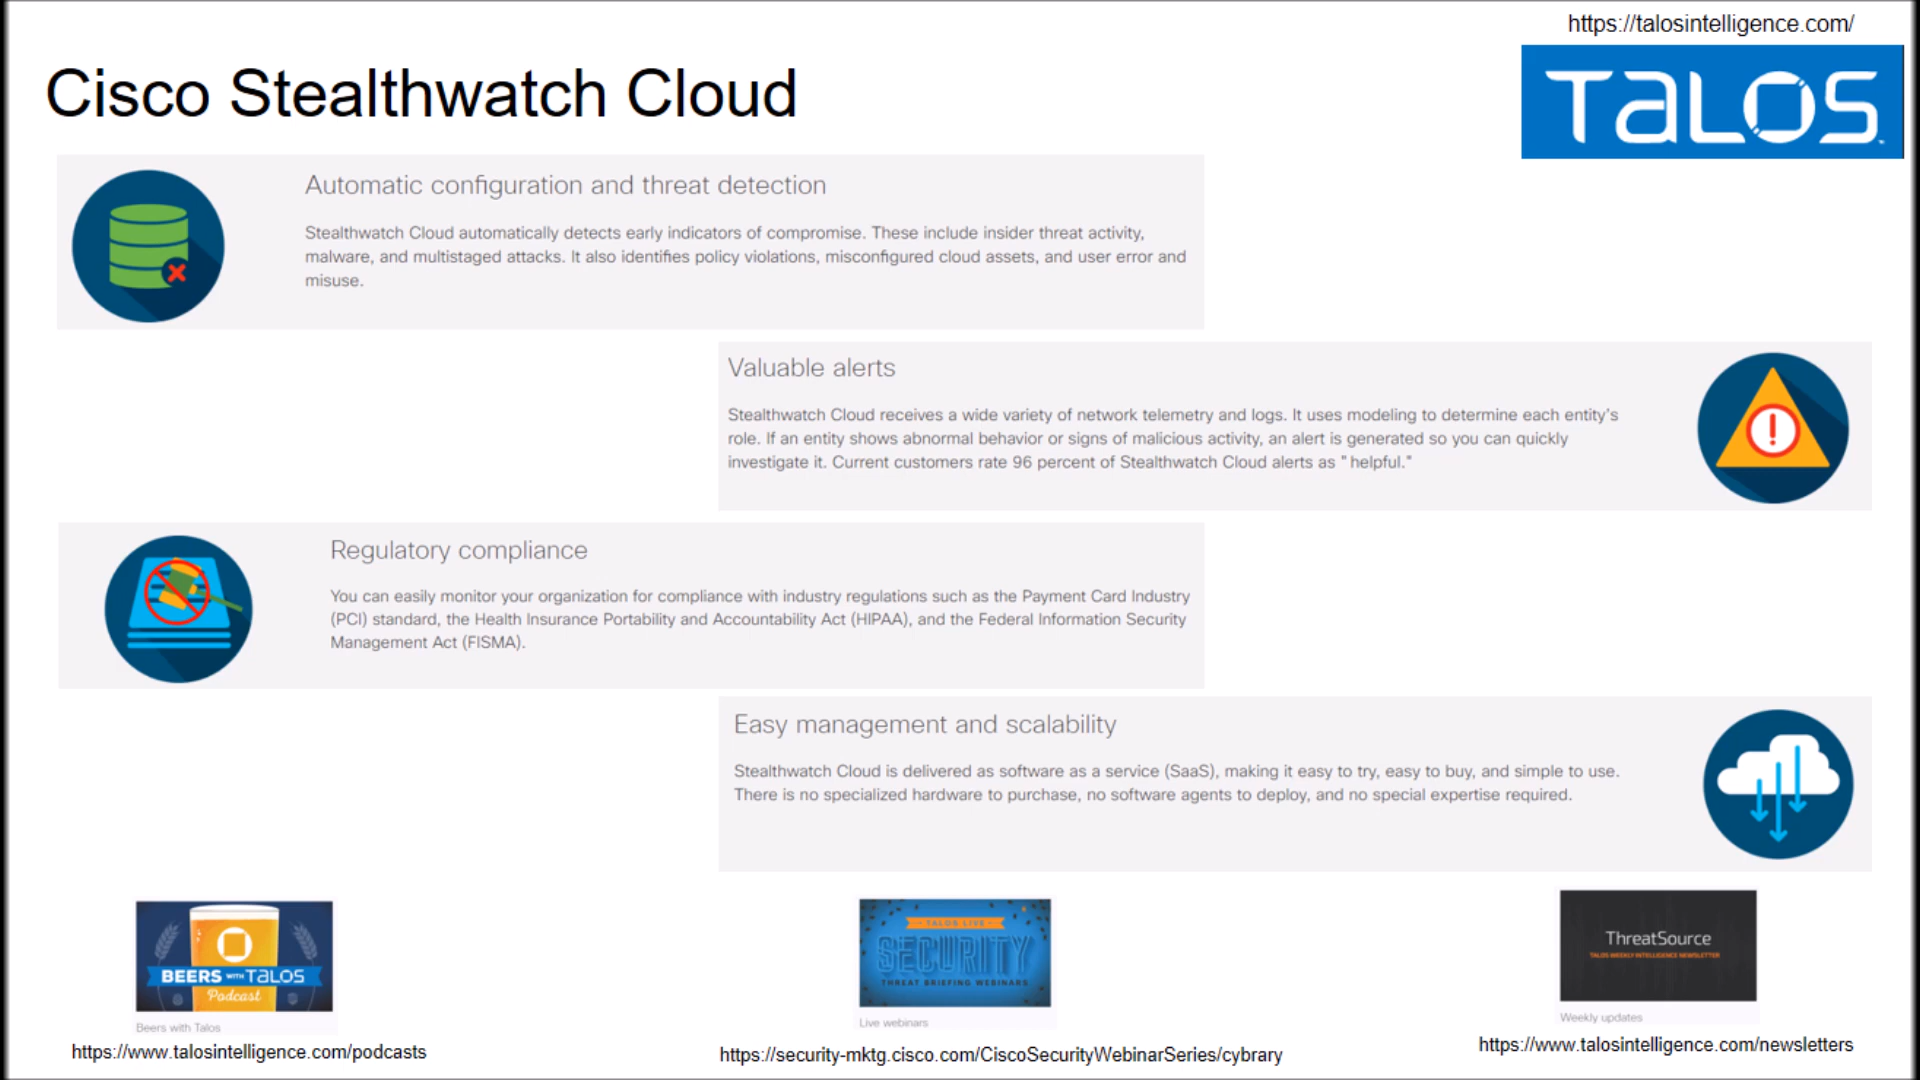 https://talosintelligence.com/
Cisco Stealthwatch Cloud
TALOS
Automatic configuration and threat detection
Stealthwatch Cloud automatically detects early indicators of compromise. These include insider threat activity,
malware, and multistaged attacks. It also identifies policy violations, misconfigured cloud assets, and user error and
misuse.
Valuable alerts
Stealthwatch Cloud receives a wide variety of network telemetry and logs. It uses modeling to determine each entity's
role. If an entity shows abnormal behavior or signs of malicious activity, an alert is generated so you can quickly
investigate it. Current customers rate 96 percent of Stealthwatch Cloud alerts as " helpful."
Regulatory compliance
You can easily monitor your organization for compliance with industry regulations such as the Payment Card Industry
(PCI) standard, the Health Insurance Portability and Accountability Act (HIPAA), and the Federal Information Security
Management Act (FISMA).
Easy management and scalability
Stealthwatch Cloud is delivered as software as a service (SaaS), making it easy to try, easy to buy, and simple to use.
There is no specialized hardware to purchase, no software agents to deploy, and no special expertise required.
BEERS WITH TALOS
Podcast
Beers with Talos
https://www.talosintelligence.com/podcasts
TALOS LIVE
SECURITY
THREAT BRIEFING WEBINARS
Live webinars
https://security-mktg.cisco.com/CiscoSecurityWebinarSeries/cybrary
ThreatSource
TALOS WEEKLY INTELLIGENCE NEWSLETTER
Weekly updates
https://www.talosintelligence.com/newsletters